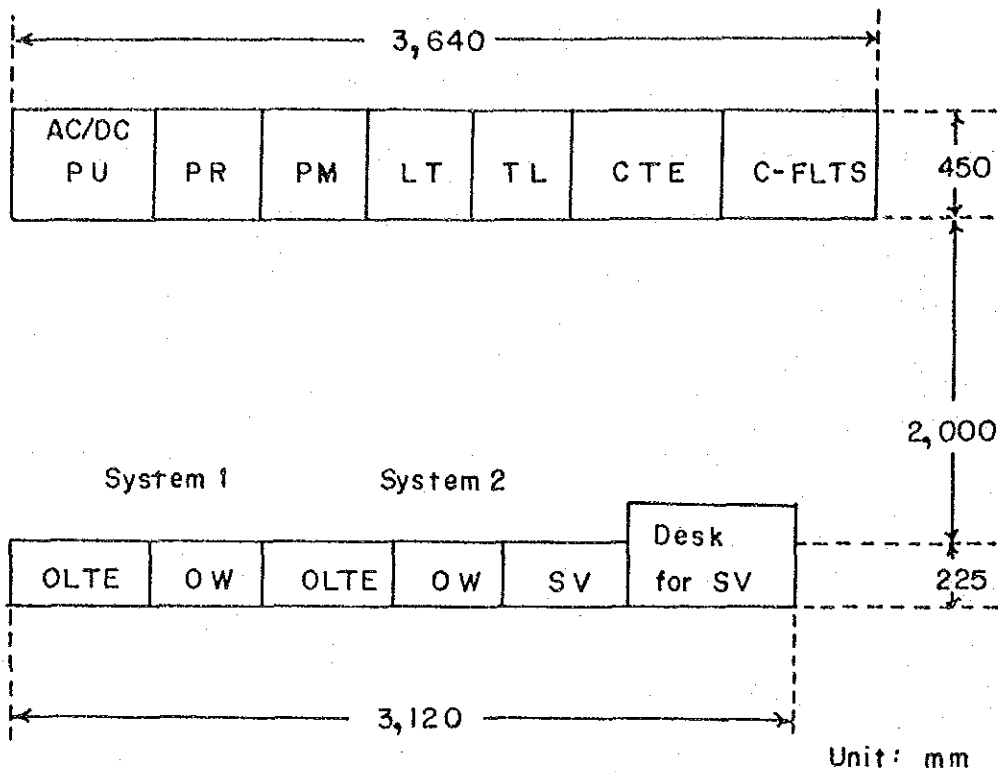 3,640
AC/DC
PU PR PM LT TL CTE C-FLTS
450
2,000
System 1 System 2
Desk
OLTE OW OLTE OW SV for SV 225
3,120
Unit: mm